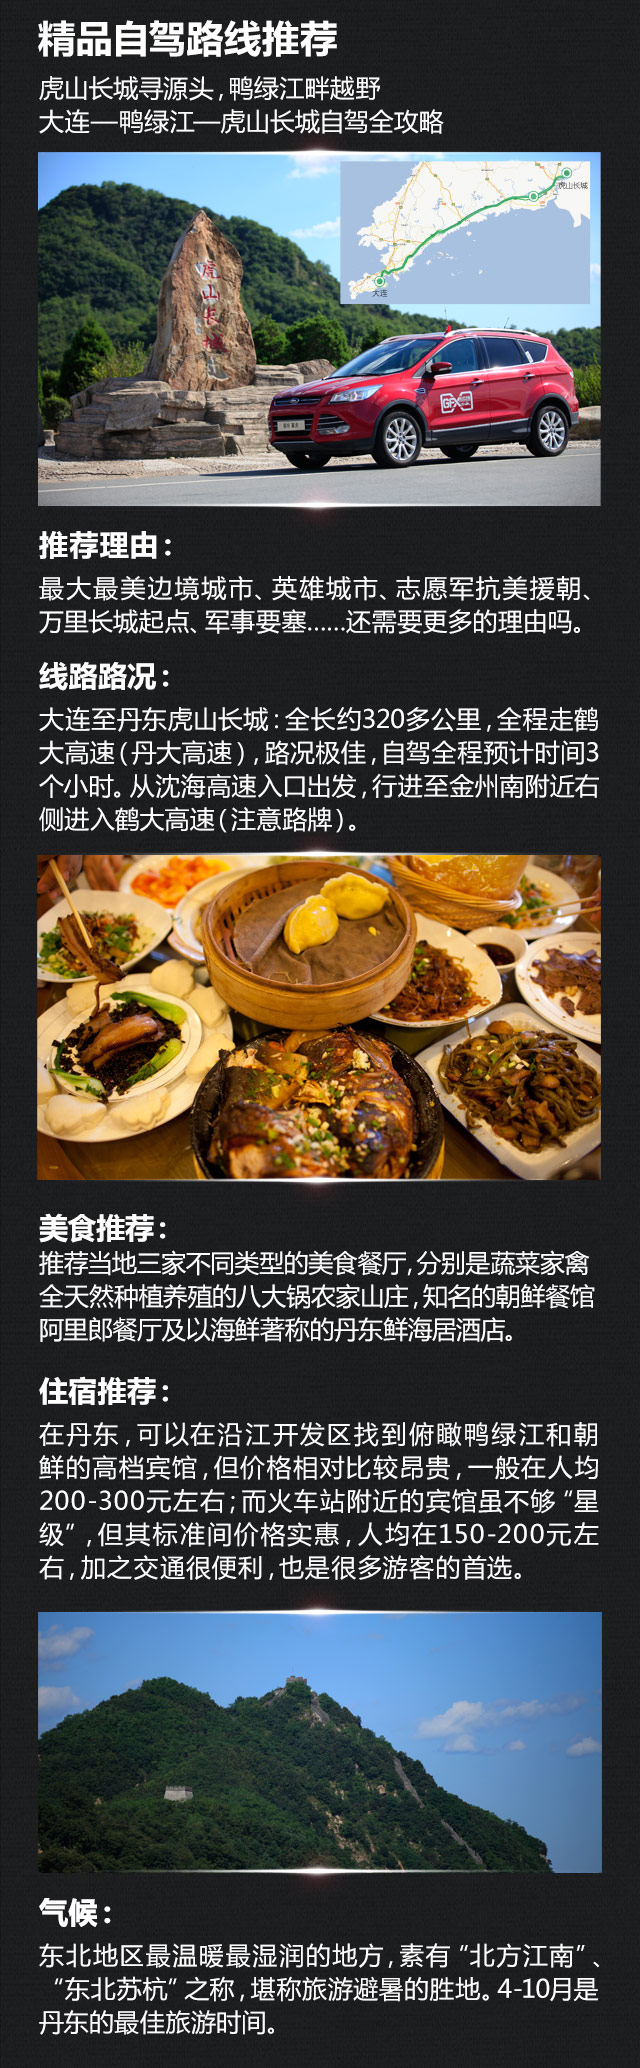 精品自驾路线推荐
虎山长城寻源头，鸭绿江畔越野
大连—鸭绿江—虎山长城自驾全攻略
虎山长城
大连
虎山长城
GFX
推荐理由：
最大最美边境城市、英雄城市、志愿军抗美援朝、
万里长城起点、军事要塞……还需要更多的理由吗。
线路路况：
大连至丹东虎山长城：全长约320多公里，全程走鹤
大高速（丹大高速），路况极佳，自驾全程预计时间3
个小时。从沈海高速入口出发，行进至金州南附近右
侧进入鹤大高速（注意路牌）。
美食推荐：
推荐当地三家不同类型的美食餐厅，分别是蔬菜家禽
全天然种植养殖的八大锅农家山庄，知名的朝鲜餐馆
阿里郎餐厅及以海鲜著称的丹东鲜海居酒店。
住宿推荐：
在丹东，可以在沿江开发区找到俯瞰鸭绿江和朝
鲜的高档宾馆，但价格相对比较昂贵，一般在人均
200-300元左右；而火车站附近的宾馆虽不够“星
级”，但其标准间价格实惠，人均在150-200元左
右，加之交通很便利，也是很多游客的首选。
气候：
东北地区最温暖最湿润的地方，素有“北方江南”、
“东北苏杭”之称，堪称旅游避暑的胜地。4-10月是
丹东的最佳旅游时间。